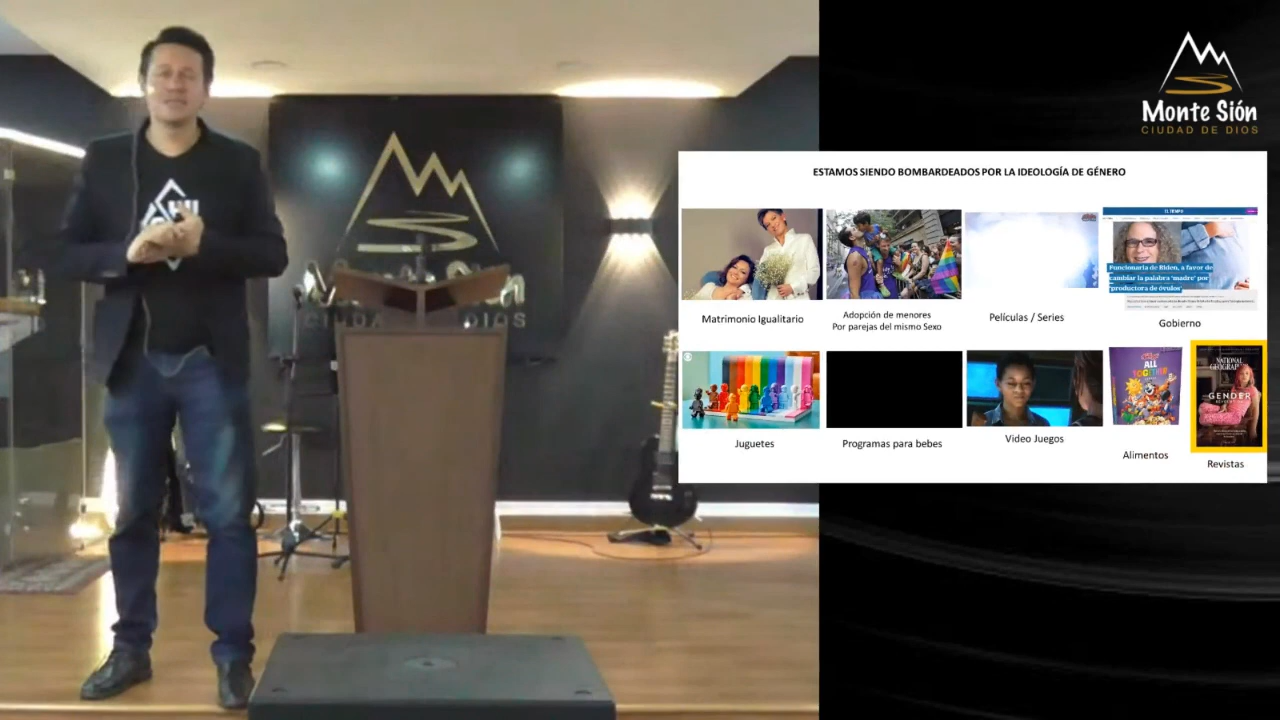 Monte Sión
CIUDAD DE DIOS
ESTAMOS SIENDO BOMBARDEADOS POR LA IDEOLOGÍA DE GÉNERO
EL TIEMPO
Funcionaria de Biden, a favor de
cambiar la palabra 'madre' por
'productora de óvulos'
Matrimonio Igualitario
Adopción de menores
Por parejas del mismo Sexo
Películas / Series
Gobierno
ALL
TOGETHER
NATIONAL
GEOGRAPHIC
GENDER
Juguetes
Programas para bebes
Video Juegos
Alimentos
Revistas
DIOS